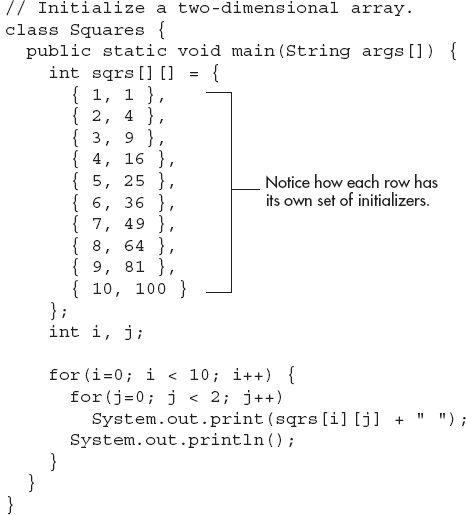 // Initialize a two-dimensional array.
class Squares {
  public static void main(String args[]) {
    int sqrs[][] = {
      { 1, 1 },
      { 2, 4 },
      { 3, 9 },
      { 4, 16 },
      { 5, 25 },
      { 6, 36 },
      { 7, 49 },
      { 8, 64 },
      { 9, 81 },
      { 10, 100 }
Notice how each row has
its own set of initializers.
    };
    int i, j;
    for(i=0; i < 10; i++) {
      for(j=0; j < 2; j++)
        System.out.print(sqrs[i][j] + " ");
      System.out.println();
    }
  }
}